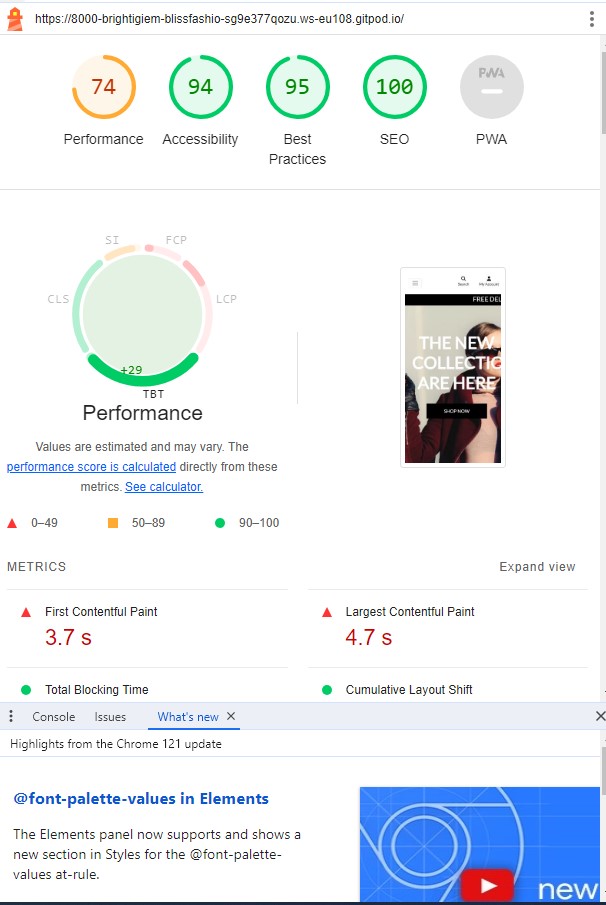 https://8000-brightigiem-blissfashio-sg9e377qozu.ws-eu108.gitpod.io/
74
94
95
100
PWA
Performance
Accessibility
Best
Practices
SEO
PWA
SI
FCP
CLS
LCP
+29
TBT
Performance
Values are estimated and may vary. The
performance score is calculated directly from these
metrics. See calculator.
0–49
50–89
90–100
Search
My Account
FREE DEL
THE NEW
COLLECTIO
ARE HERE
SHOP NOW
METRICS
Expand view
First Contentful Paint
3.7 s
Largest Contentful Paint
4.7 s
Total Blocking Time
Cumulative Layout Shift
Console
Issues
What's new
Highlights from the Chrome 121 update
@font-palette-values in Elements
The Elements panel now supports and shows a
new section in Styles for the @font-palette-
values at-rule.
new